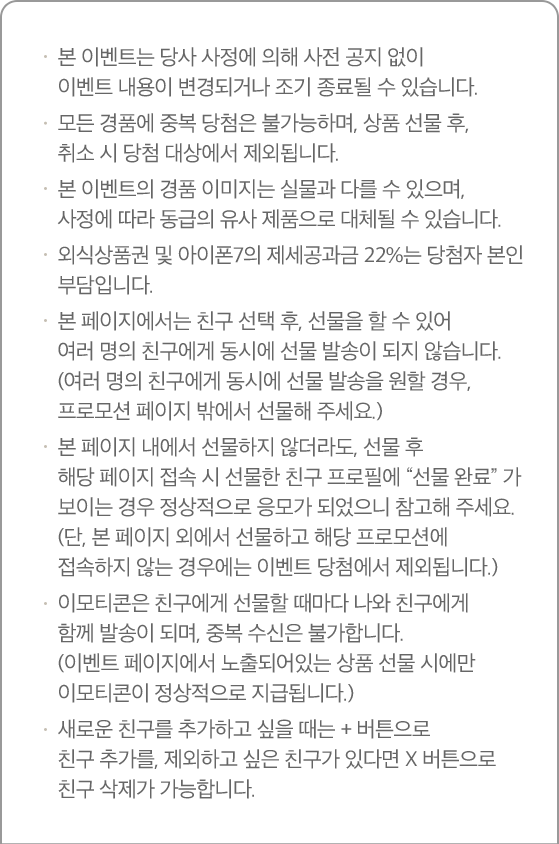 · 본 이벤트는 당사 사정에 의해 사전 공지 없이
이벤트 내용이 변경되거나 조기 종료될 수 있습니다.
· 모든 경품에 중복 당첨은 불가능하며, 상품 선물 후,
취소 시 당첨 대상에서 제외됩니다.
· 본 이벤트의 경품 이미지는 실물과 다를 수 있으며,
사정에 따라 동급의 유사 제품으로 대체될 수 있습니다.
· 외식상품권 및 아이폰7의 제세공과금 22%는 당첨자 본인
부담입니다.
· 본 페이지에서는 친구 선택 후, 선물을 할 수 있어
여러 명의 친구에게 동시에 선물 발송이 되지 않습니다.
(여러 명의 친구에게 동시에 선물 발송을 원할 경우,
프로모션 페이지 밖에서 선물해 주세요.)
· 본 페이지 내에서 선물하지 않더라도, 선물 후
해당 페이지 접속 시 선물한 친구 프로필에 “선물 완료” 가
보이는 경우 정상적으로 응모가 되었으니 참고해 주세요.
(단, 본 페이지 외에서 선물하고 해당 프로모션에
접속하지 않는 경우에는 이벤트 당첨에서 제외됩니다.)
· 이모티콘은 친구에게 선물할 때마다 나와 친구에게
함께 발송이 되며, 중복 수신은 불가합니다.
(이벤트 페이지에서 노출되어있는 상품 선물 시에만
이모티콘이 정상적으로 지급됩니다.)
· 새로운 친구를 추가하고 싶을 때는 + 버튼으로
친구 추가를, 제외하고 싶은 친구가 있다면 X 버튼으로
친구 삭제가 가능합니다.